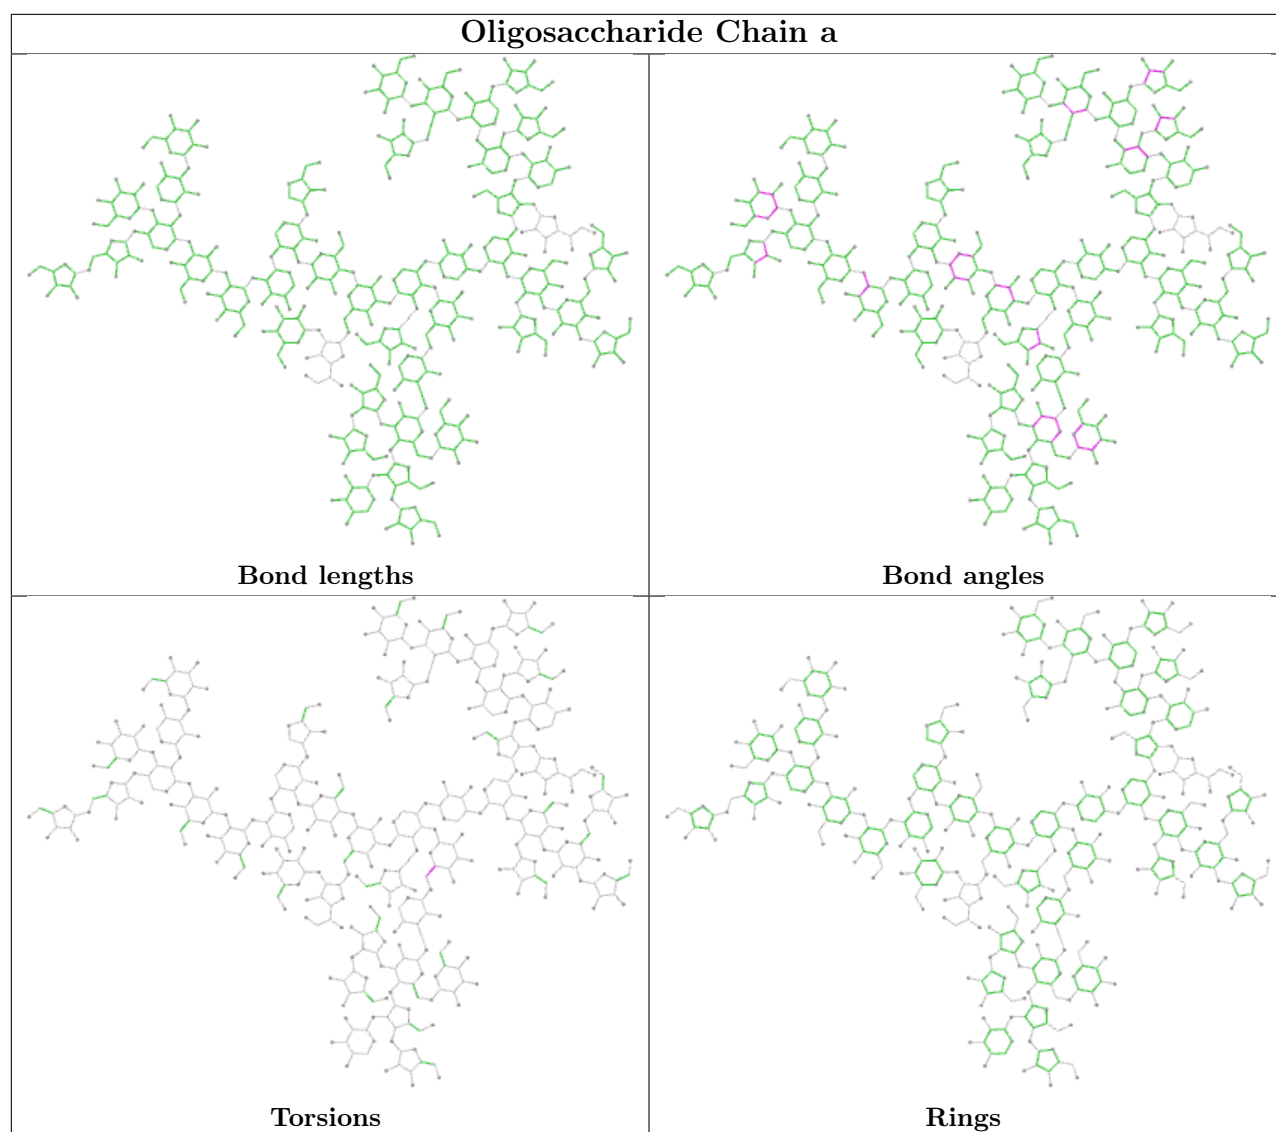 Oligosaccharide Chain a
Bond lengths
Bond angles
Torsions
Rings